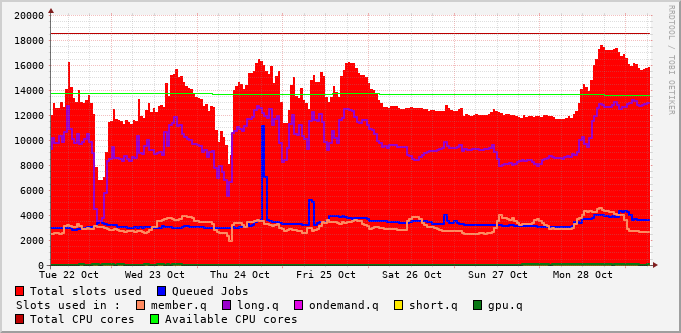 20000
18000
16000
14000
12000
10000
8000
6000
4000
2000
0
Tue 22 Oct Wed 23 Oct Thu 24 Oct Fri 25 Oct Sat 26 Oct Sun 27 Oct Mon 28 Oct
RRDTOOL / TOBI OETIKER
Total slots used Queued Jobs
Slots used in : member.q long.q ondemand.q short.q gpu.q
Total CPU cores Available CPU cores